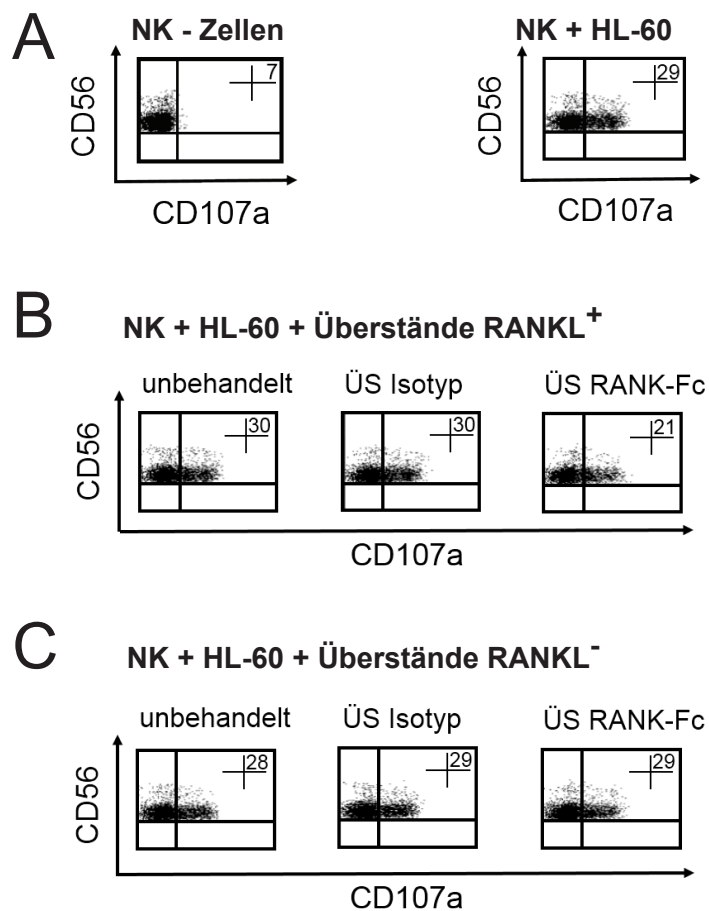 A
NK - Zellen
NK + HL-60
7
29
CD56
CD56
CD107a
CD107a
B
NK + HL-60 + Überstände RANKL+
unbehandelt
ÜS Isotyp
ÜS RANK-Fc
30
30
21
CD56
CD107a
C
NK + HL-60 + Überstände RANKL-
unbehandelt
ÜS Isotyp
ÜS RANK-Fc
28
29
29
CD56
CD107a